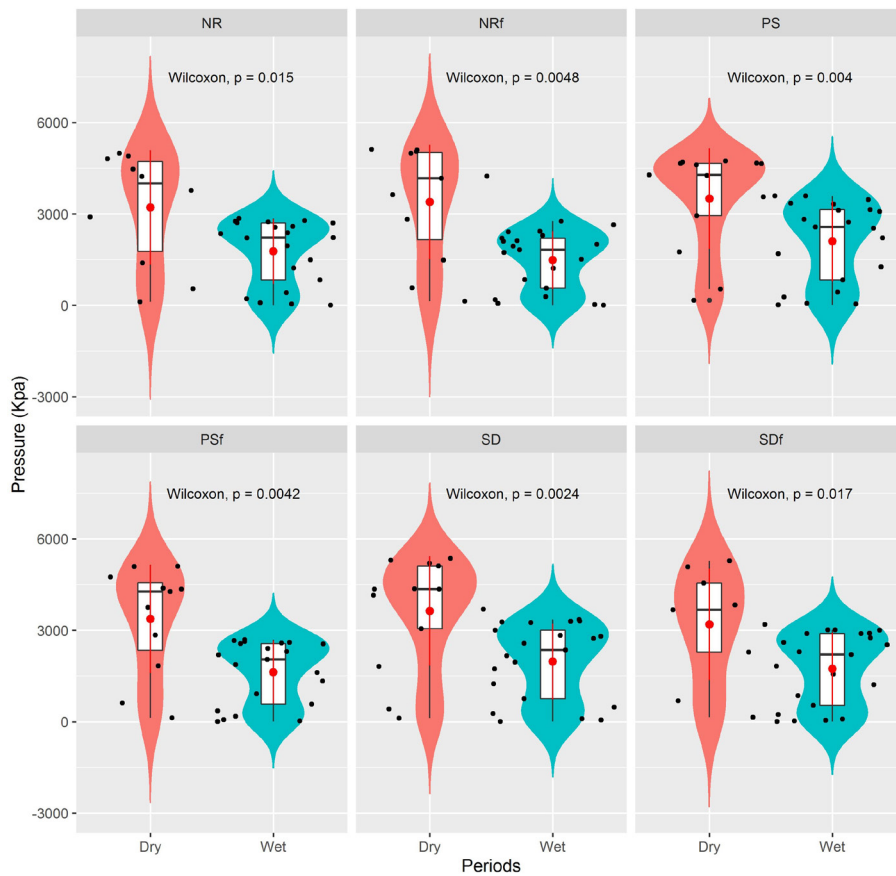 NR
NRf
PS
Wilcoxon, p = 0.015
Wilcoxon, p = 0.0048
Wilcoxon, p = 0.004
6000
3000
0
-3000
Pressure (Kpa)
PSf
SD
SDf
Wilcoxon, p = 0.0042
Wilcoxon, p = 0.0024
Wilcoxon, p = 0.017
6000
3000
0
-3000
Dry
Wet
Dry
Wet
Dry
Wet
Periods